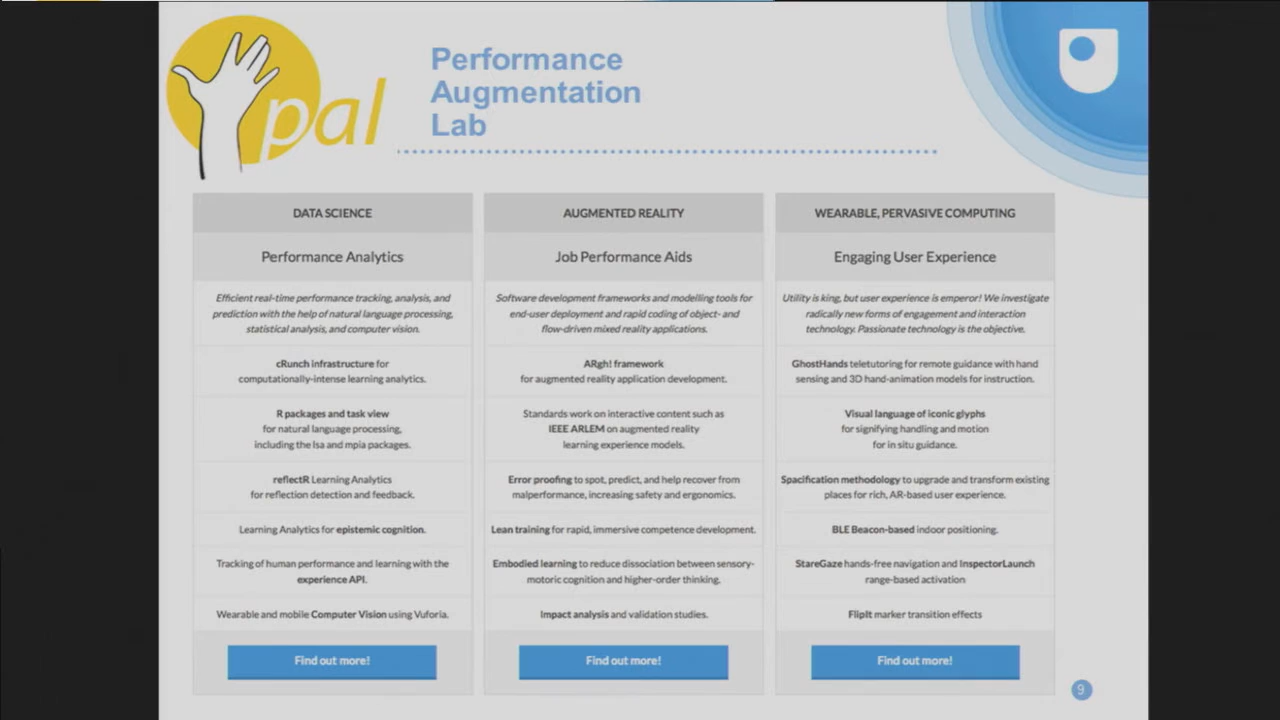 pal
Performance
Augmentation
Lab
DATA SCIENCE
Performance Analytics
Efficient real-time performance tracking, analysis, and
prediction with the help of natural language processing,
statistical analysis, and computer vision.
cRunch infrastructure for
computationally-intense learning analytics.
R packages and task view
for natural language processing,
including the lsa and mpia packages.
reflectR Learning Analytics
for reflection detection and feedback.
Learning Analytics for epistemic cognition.
Tracking of human performance and learning with the
experience API.
Wearable and mobile Computer Vision using Vuforia.
Find out more!
AUGMENTED REALITY
Job Performance Aids
Software development frameworks and modelling tools for
end-user deployment and rapid coding of object- and
flow-driven mixed reality applications.
ARgh! framework
for augmented reality application development.
Standards work on interactive content such as
IEEE ARLEM on augmented reality
learning experience models.
Error proofing to spot, predict, and help recover from
malperformance, increasing safety and ergonomics.
Lean training for rapid, immersive competence development.
Embodied learning to reduce dissociation between sensory-
motoric cognition and higher-order thinking.
Impact analysis and validation studies.
Find out more!
WEARABLE, PERVASIVE COMPUTING
Engaging User Experience
Utility is king, but user experience is emperor! We investigate
radically new forms of engagement and interaction
technology. Passionate technology is the objective.
GhostHands teletutoring for remote guidance with hand
sensing and 3D hand-animation models for instruction.
Visual language of iconic glyphs
for signifying handling and motion
for in situ guidance.
Spacification methodology to upgrade and transform existing
places for rich, AR-based user experience.
BLE Beacon-based indoor positioning.
StareGaze hands-free navigation and InspectorLaunch
range-based activation
FlipIt marker transition effects
Find out more!
9